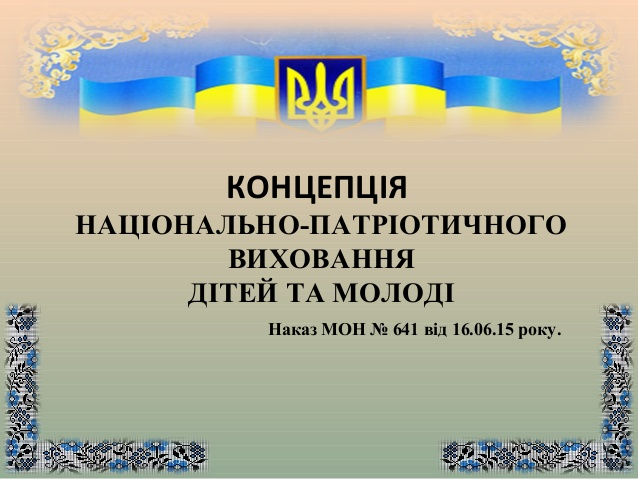 КОНЦЕПЦІЯ
НАЦІОНАЛЬНО-ПАТРІОТИЧНОГО
ВИХОВАННЯ
ДІТЕЙ ТА МОЛОДІ
Наказ МОН № 641 від 16.06.15 року.